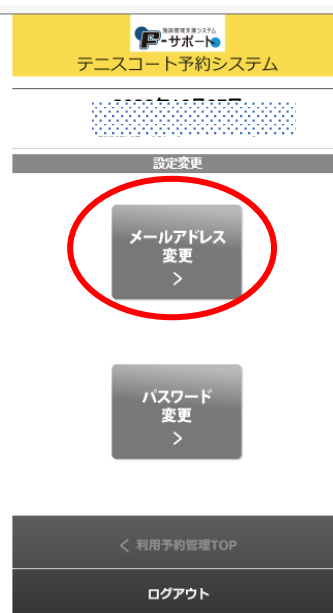 施設管理支援システム
P-サポート
テニスコート予約システム
設定変更
メールアドレス
変更
>
パスワード
変更
>
< 利用予約管理TOP
ログアウト